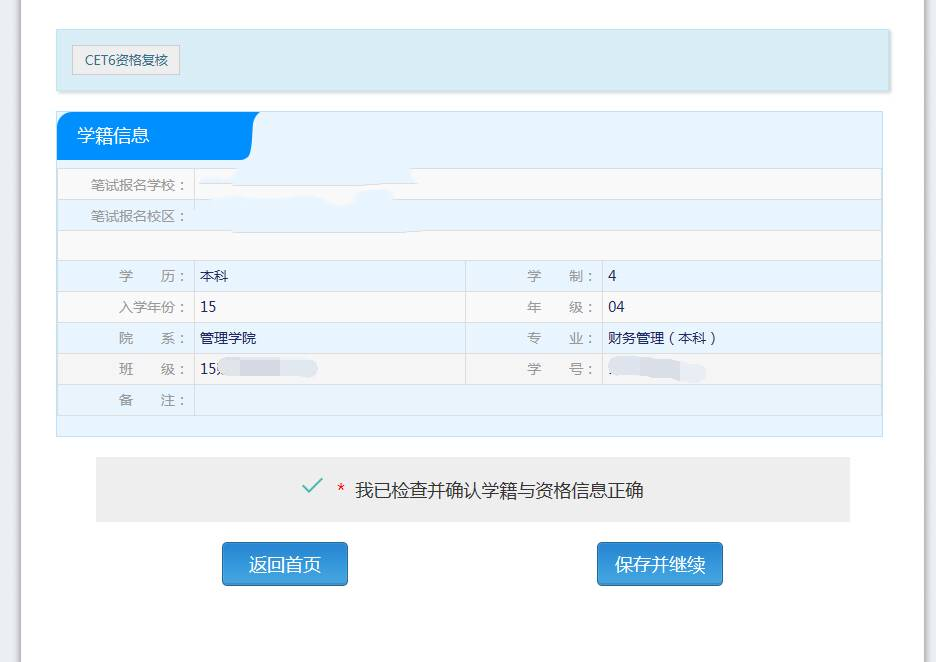 CET6资格复核
学籍信息
笔试报名学校：
笔试报名校区：
学 历： 本科 学 制： 4
入学年份： 15 年 级： 04
院 系： 管理学院 专 业： 财务管理（本科）
班 级： 15 学 号：
备 注：
* 我已检查并确认学籍与资格信息正确
返回首页 保存并继续